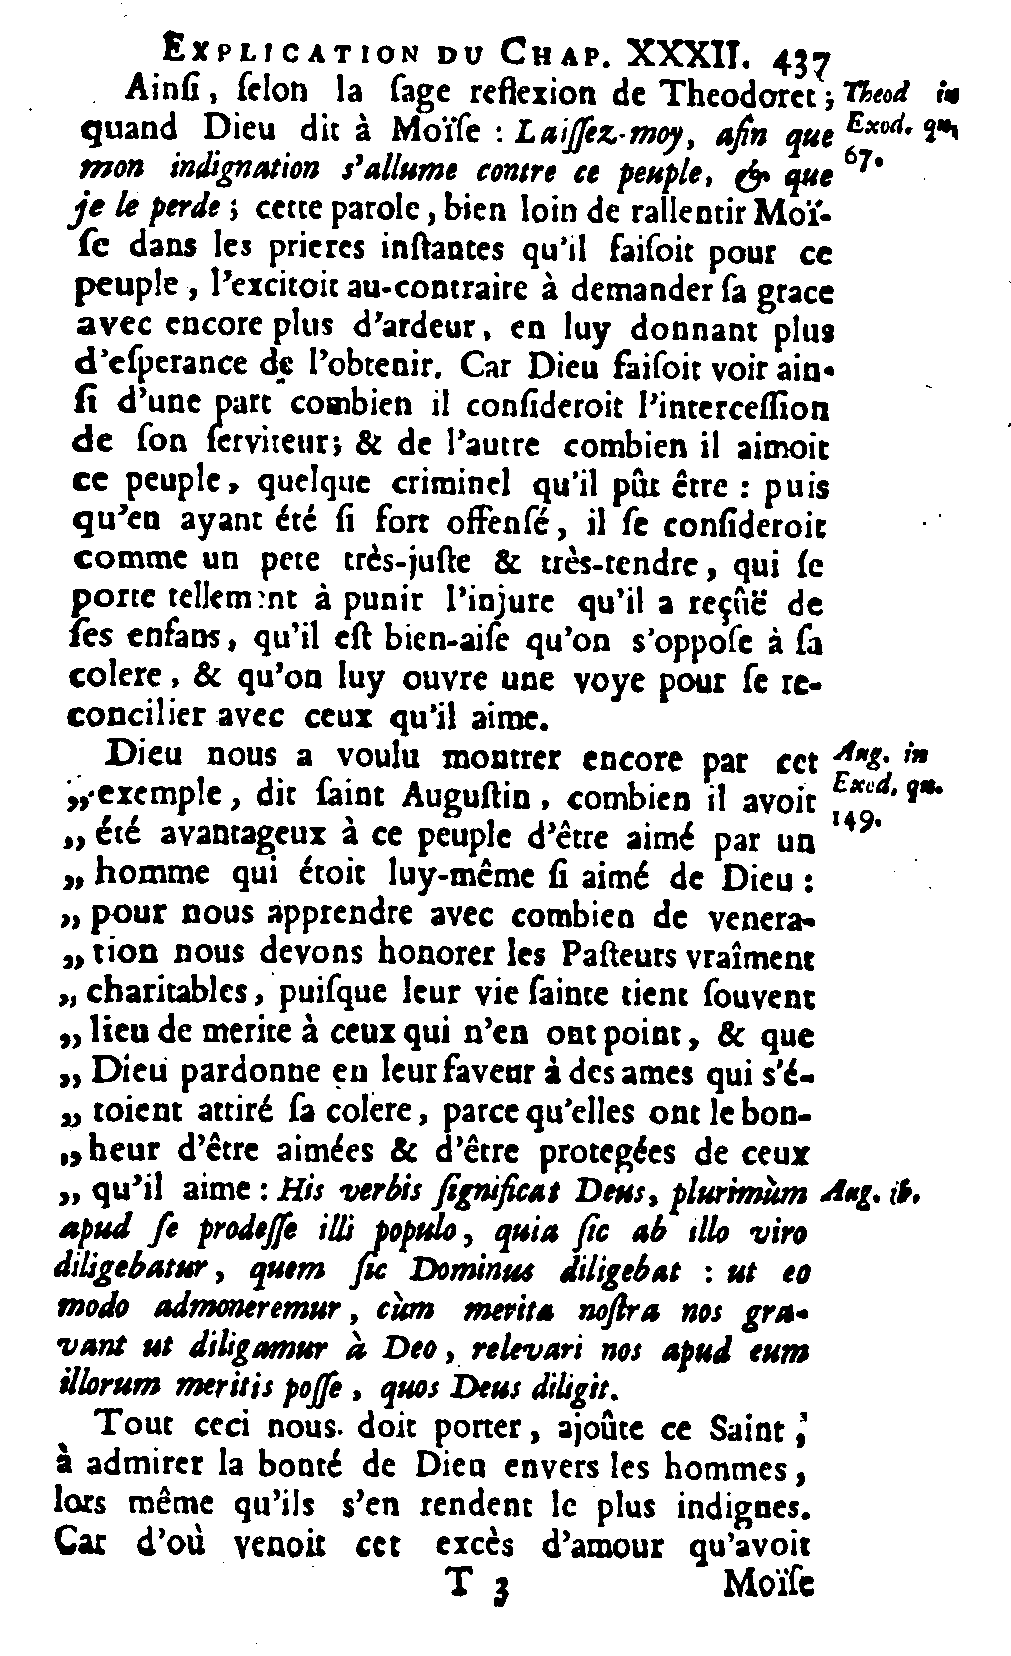 EXPLICATION DU CHAP. XXXII. 437
Ainſi, ſelon la ſage reflexion de Theodoret; Theod in
quand Dieu dit à Moïſe : Laiſſez-moy, afin que Exod. qu,
mon indignation s'allume contre ce peuple, & que 67.
je le perde; cette parole, bien loin de rallentir Moï-
ſe dans les prieres inſtantes qu'il faiſoit pour ce
peuple, l'excitoit au-contraire à demander ſa grace
avec encore plus d'ardeur, en luy donnant plus
d'eſperance de l'obtenir. Car Dieu faiſoit voir ain-
ſi d'une part combien il conſideroit l'interceſſion
de ſon ſerviteur; & de l'autre combien il aimoit
ce peuple, quelque criminel qu'il pût être : puis
qu'en ayant été ſi fort offenſé, il ſe conſideroit
comme un pere très-juſte & très-tendre, qui ſe
porte tellement à punir l'injure qu'il a reçûë de
ſes enfans, qu'il eſt bien-aiſe qu'on s'oppoſe à ſa
colere, & qu'on luy ouvre une voye pour ſe re-
concilier avec ceux qu'il aime.
Dieu nous a voulu montrer encore par cet Aug. in
„ exemple, dit ſaint Auguſtin, combien il avoit Exod. qu.
„ été avantageux à ce peuple d'être aimé par un 149.
„ homme qui étoit luy-même ſi aimé de Dieu :
„ pour nous apprendre avec combien de venera-
„ tion nous devons honorer les Paſteurs vraîment
„ charitables, puiſque leur vie ſainte tient ſouvent
„ lieu de merite à ceux qui n'en ont point, & que
„ Dieu pardonne en leur faveur à des ames qui s'é-
„ toient attiré ſa colere, parce qu'elles ont le bon-
„ heur d'être aimées & d'être protegées de ceux
„ qu'il aime : His verbis ſignificat Deus, plurimùm Aug. ib.
apud ſe prodeſſe illi populo, quia ſic ab illo viro
diligebatur, quem ſic Dominus diligebat : ut eo
modo admoneremur, cùm merita noſtra nos gra-
vant ut diligamur à Deo, relevari nos apud eum
illorum meritis poſſe, quos Deus diligit.
Tout ceci nous doit porter, ajoûte ce Saint,
à admirer la bonté de Dieu envers les hommes,
lors même qu'ils s'en rendent le plus indignes.
Car d'où venoit cet excès d'amour qu'avoit
T 3 Moïſe